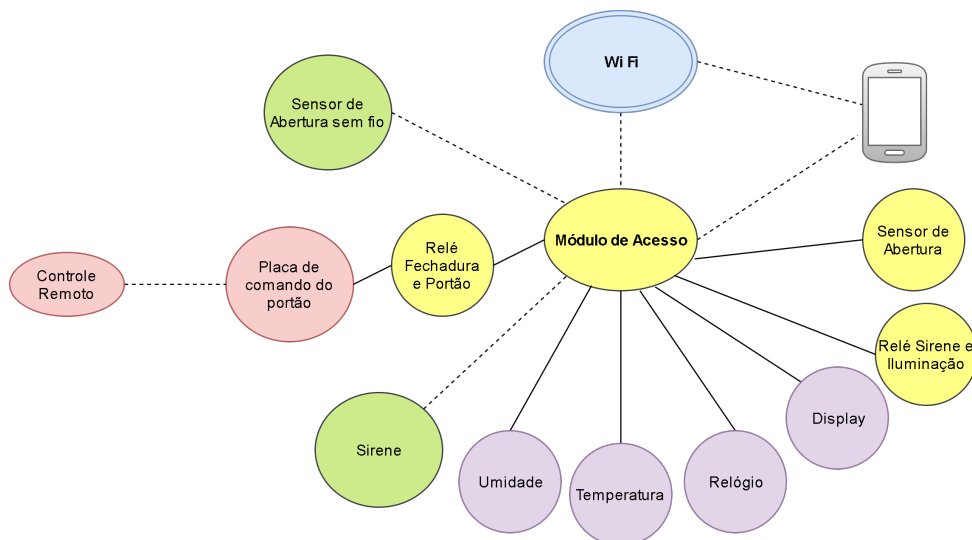 Wi Fi
Sensor de
Abertura sem fio
Módulo de Acesso
Sensor de
Abertura
Relé
Fechadura
e Portão
Placa de
comando do
portão
Controle
Remoto
Relé Sirene e
Iluminação
Display
Sirene
Umidade
Temperatura
Relógio